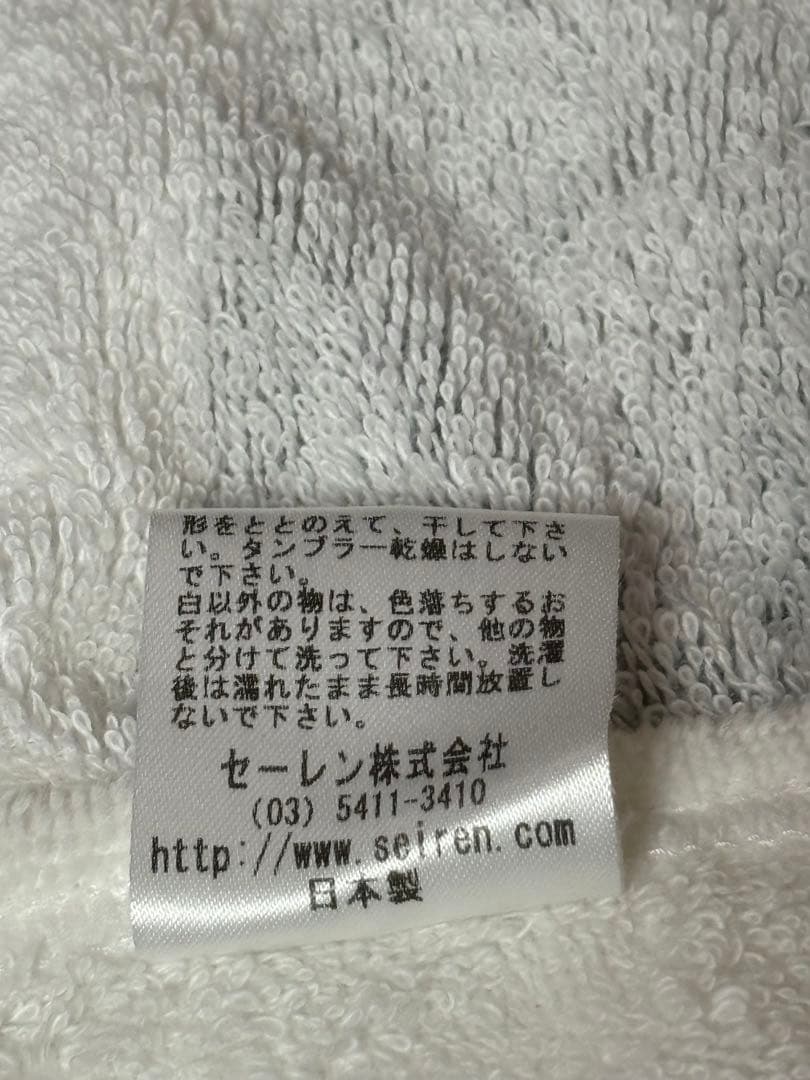 形をととのえて、干して下さ
い。タンブラー乾燥はしない
で下さい。
白以外の物は、色落ちするお
それがありますので、他の物
と分けて洗って下さい。洗濯
後は濡れたまま長時間放置し
ないで下さい。
セーレン株式会社
(03) 5411-3410
http://www.seiren.com
日本製